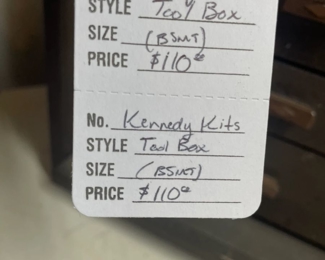 STYLE Tool Box
SIZE (BSMT)
PRICE $110
No. Kennedy Kits
STYLE Tool Box
SIZE (BSMT)
PRICE $110